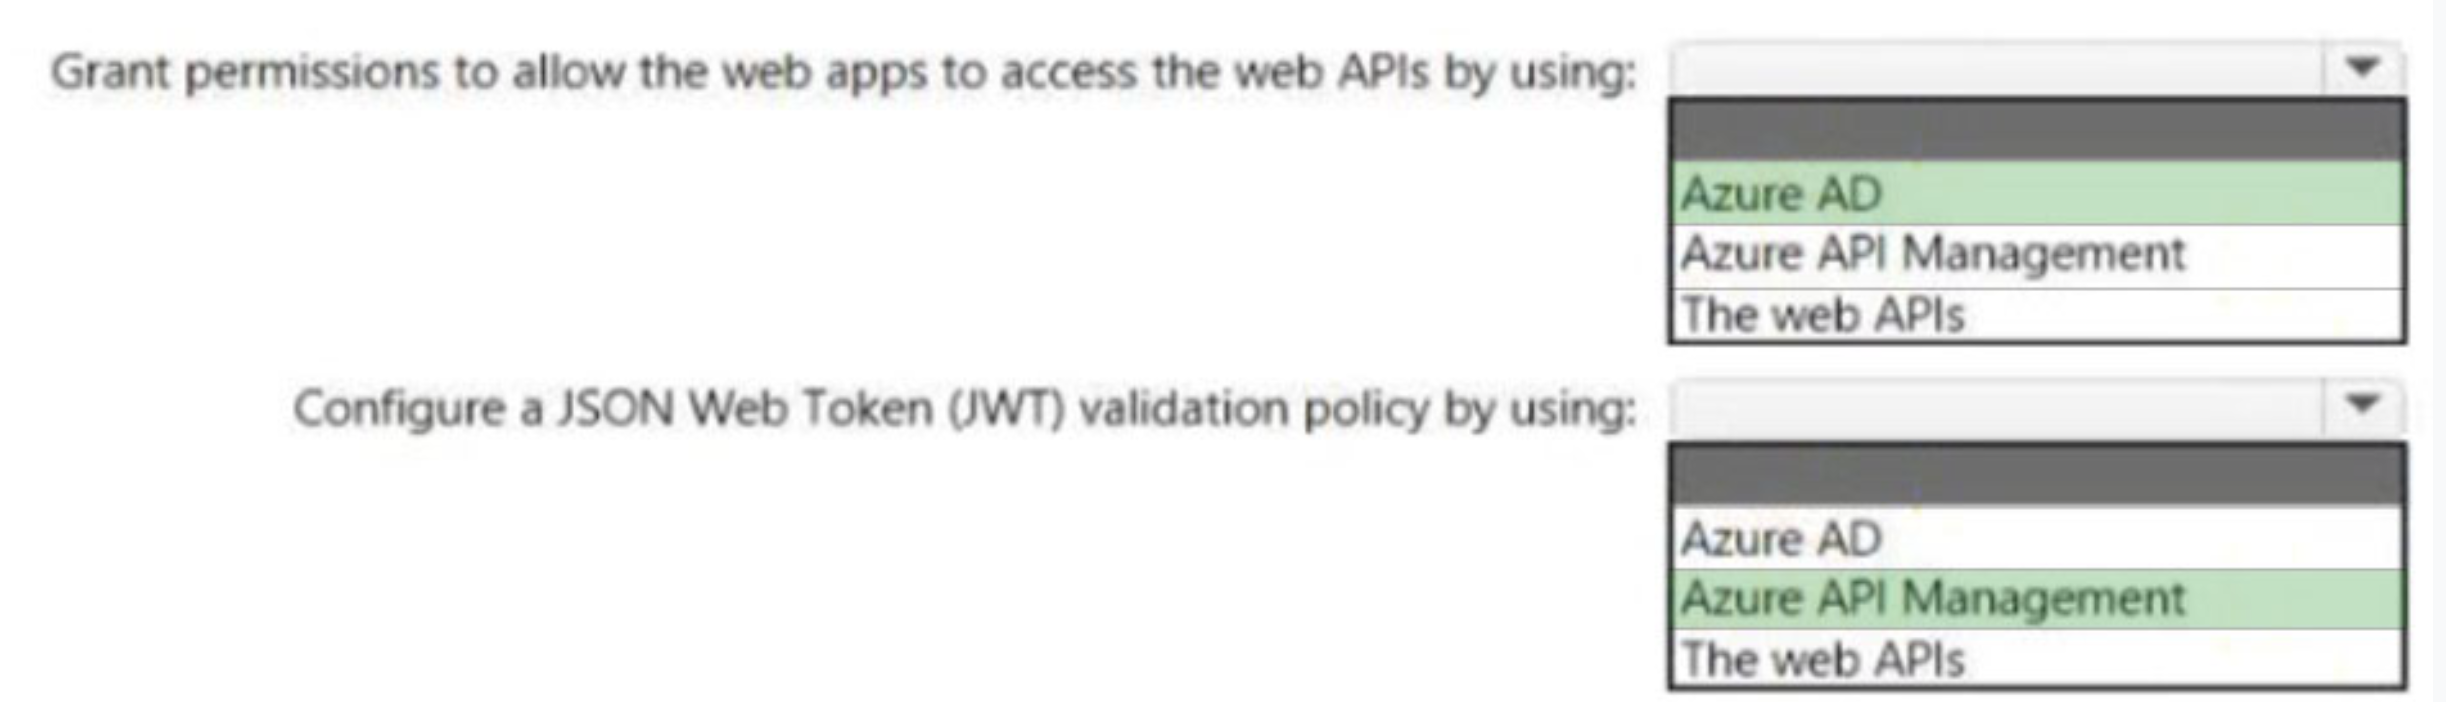 Grant permissions to allow the web apps to access the web APIs by using:
Azure AD
Azure API Management
The web APIs
Configure a JSON Web Token (JWT) validation policy by using:
Azure AD
Azure API Management
The web APIs